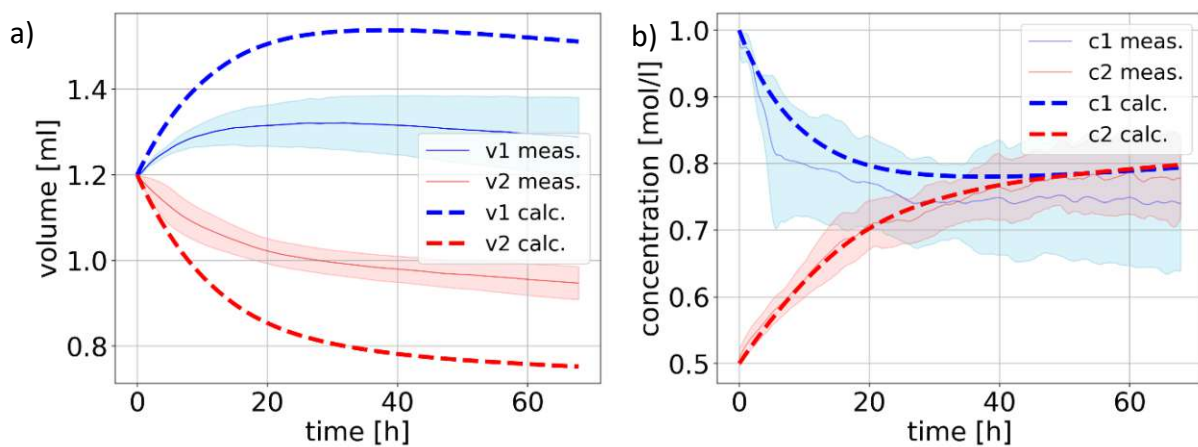 a)
volume [ml]
1.4
1.2
1.0
0.8
0
20
40
60
time [h]
v1 meas.
v2 meas.
v1 calc.
v2 calc.
b)
concentration [mol/l]
1.0
0.9
0.8
0.7
0.6
0.5
0
20
40
60
time [h]
c1 meas.
c2 meas.
c1 calc.
c2 calc.